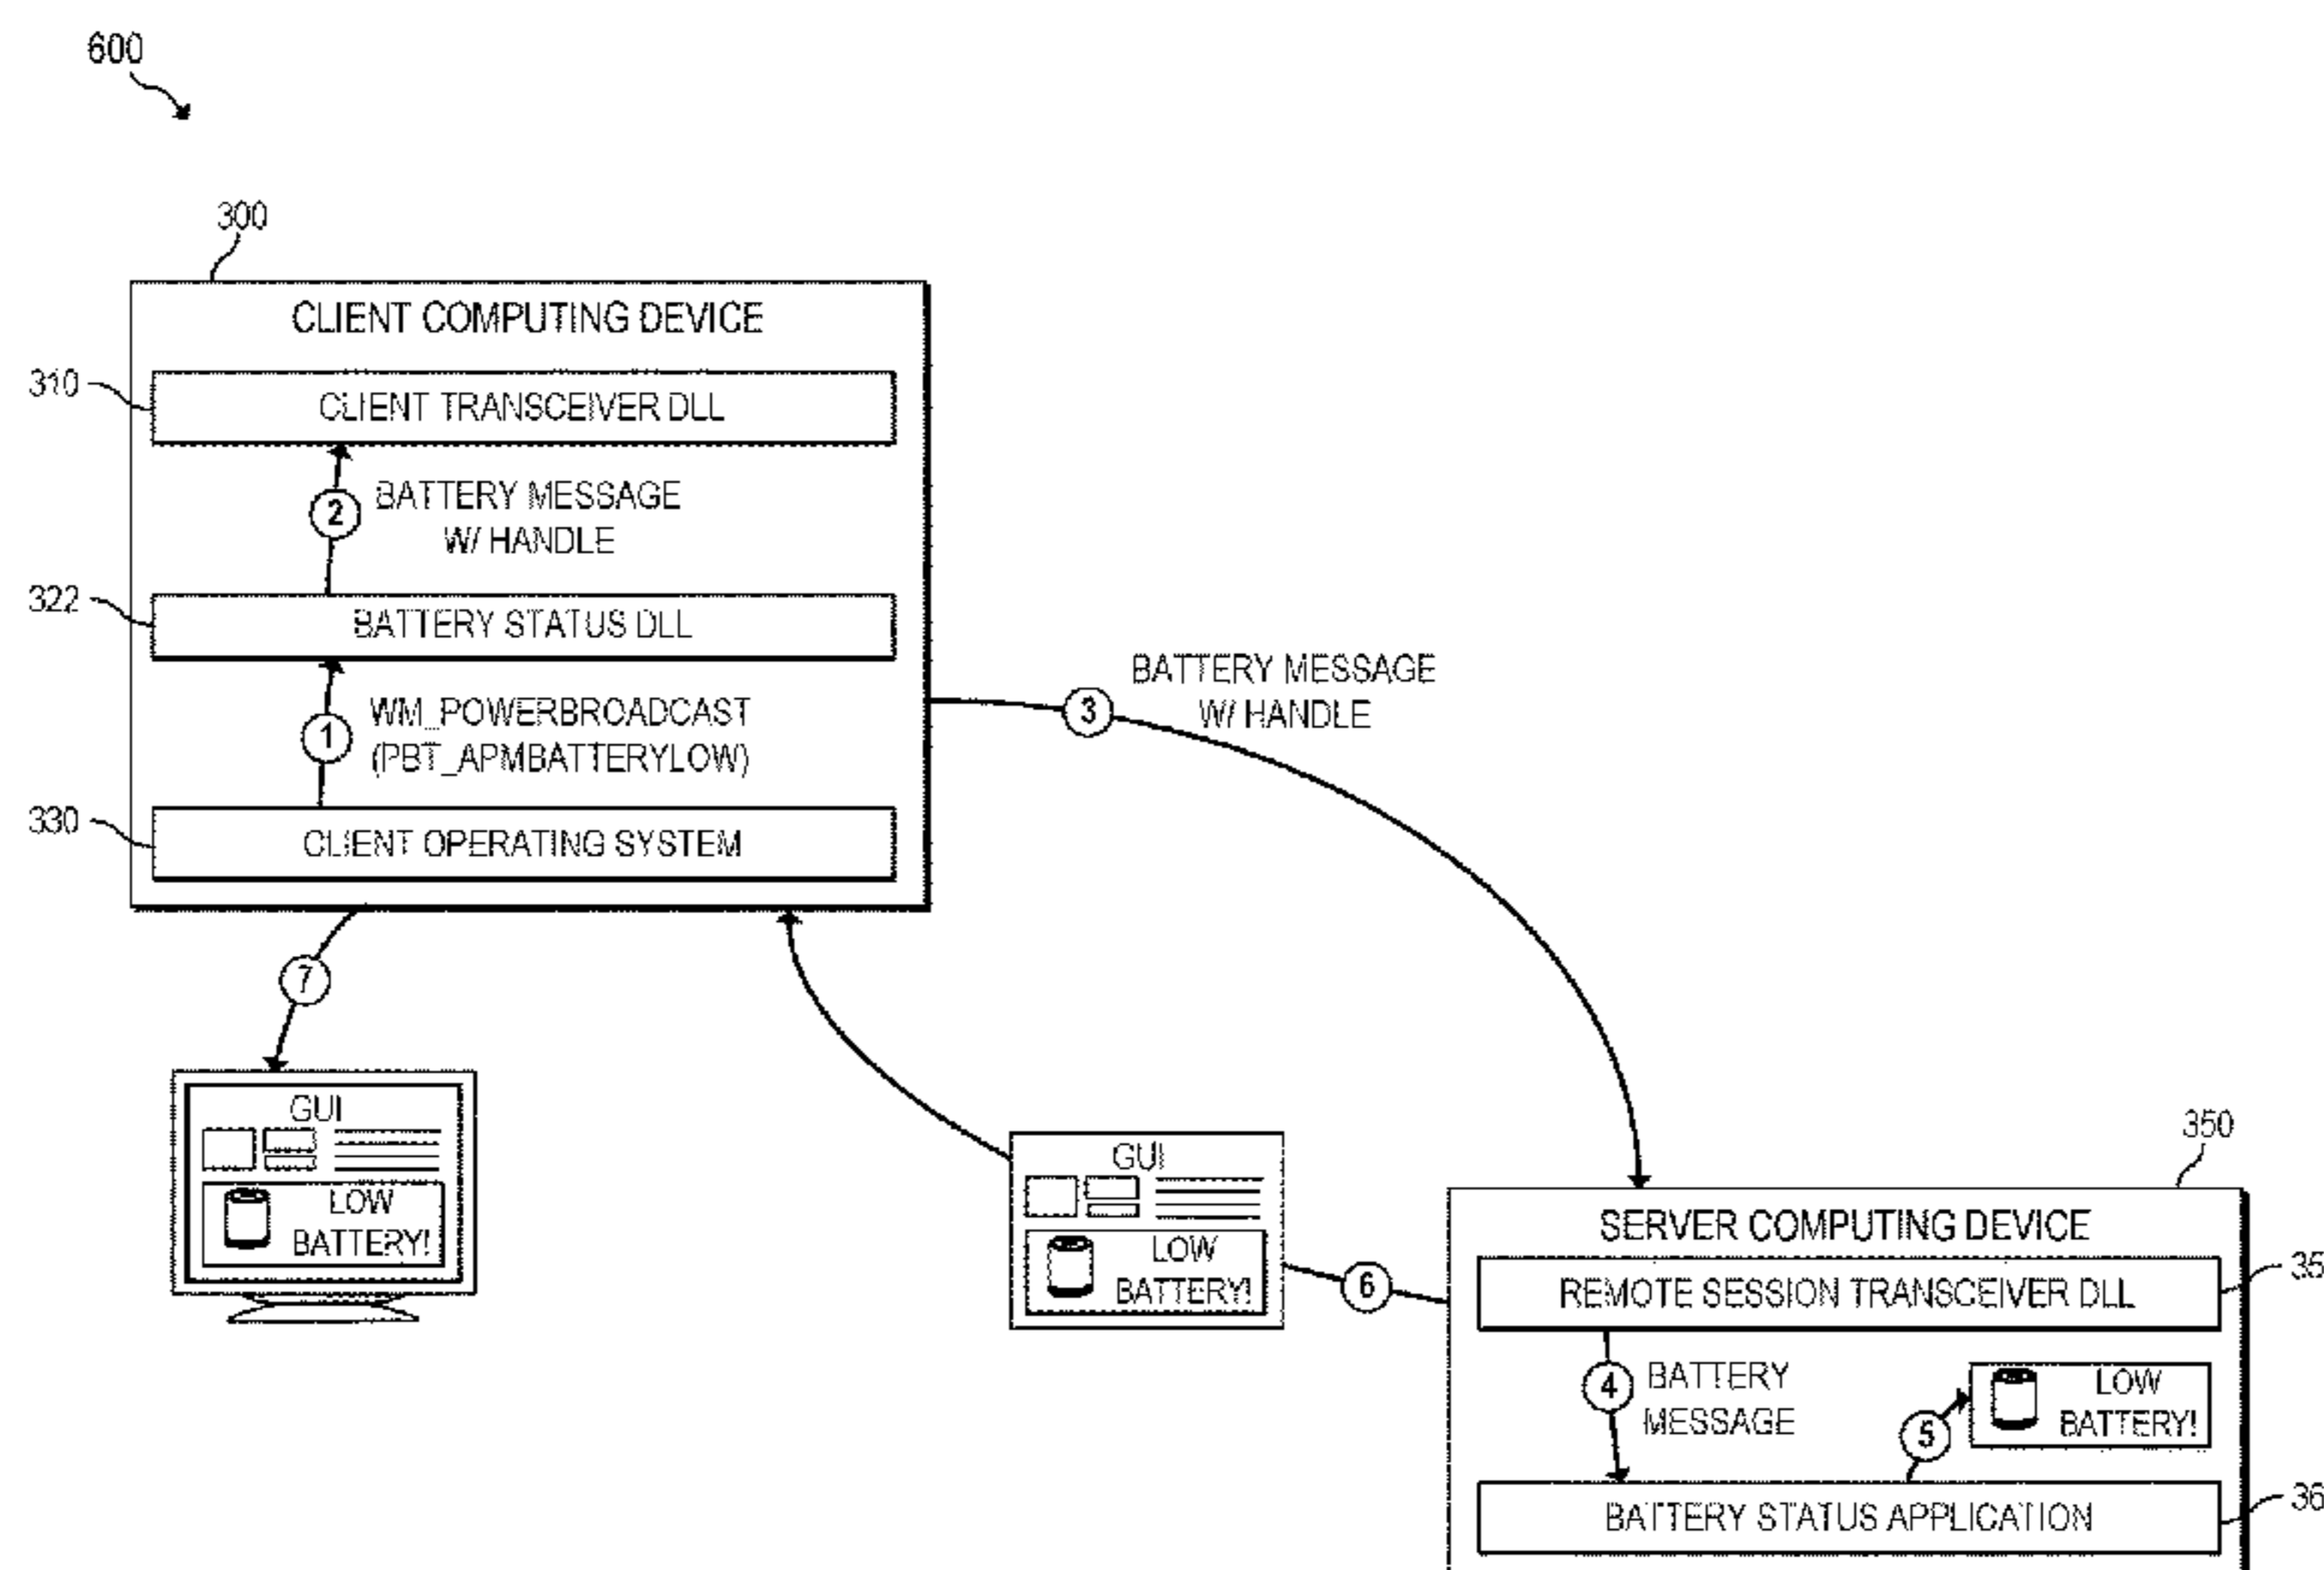 600
300
CLIENT COMPUTING DEVICE
310
CLIENT TRANSCEIVER DLL
2
BATTERY MESSAGE
W/ HANDLE
322
BATTERY STATUS DLL
1
WM_POWERBROADCAST
(PBT_APMBATTERYLOW)
330
CLIENT OPERATING SYSTEM
BATTERY MESSAGE
W/ HANDLE
3
7
GUI
LOW
BATTERY!
GUI
LOW
BATTERY!
6
350
SERVER COMPUTING DEVICE
REMOTE SESSION TRANSCEIVER DLL
4
BATTERY
MESSAGE
5
LOW
BATTERY!
BATTERY STATUS APPLICATION